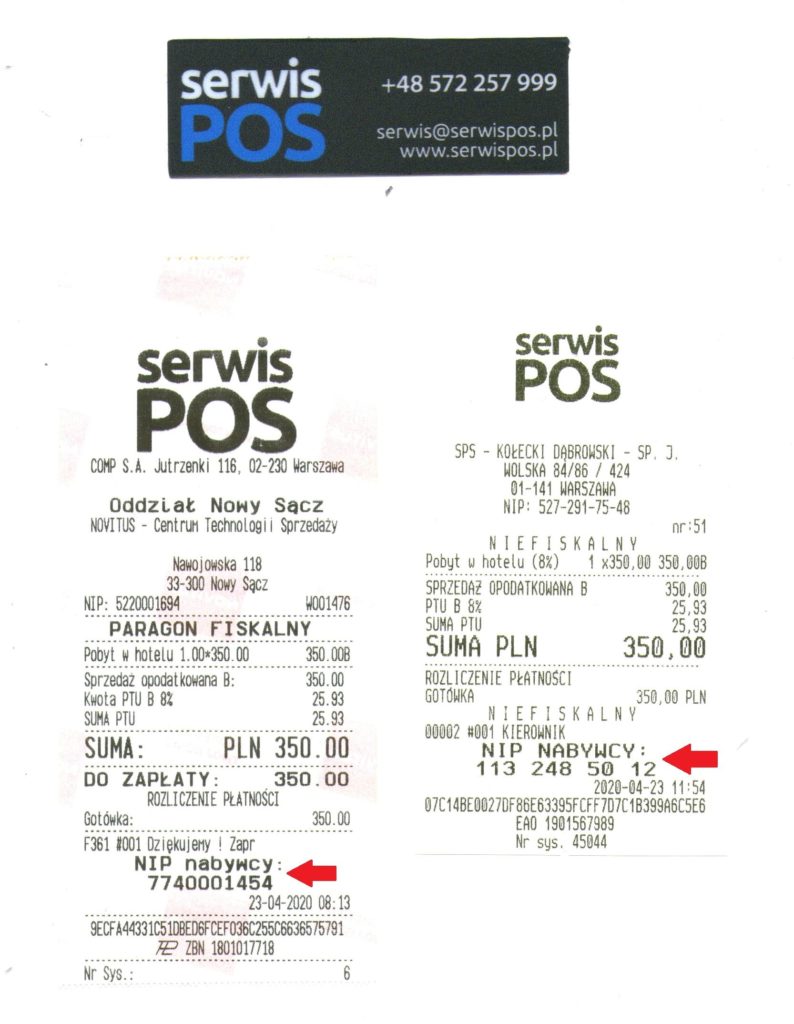 serwis
POS
+48 572 257 999
serwis@serwispos.pl
www.serwispos.pl
serwis
POS
COMP S.A. Jutrzenki 116, 02-230 Warszawa
Oddział Nowy Sącz
NOVITUS - Centrum Technologii Sprzedaży
Nawojowska 118
33-300 Nowy Sącz
NIP: 5220001694 W001476
PARAGON FISKALNY
Pobyt w hotelu 1.00*350.00 350.00B
Sprzedaż opodatkowana B: 350.00
Kwota PTU B 8% 25.93
SUMA PTU 25.93
SUMA: PLN 350.00
DO ZAPŁATY: 350.00
ROZLICZENIE PŁATNOŚCI
Gotówka: 350.00
F361 #001 Dziękujemy ! Zapr
NIP nabywcy:
7740001454
23-04-2020 08:13
9ECFA44331C51DBED6FCEF036C255C6636575791
ZBN 1801017718
Nr Sys.: 6
serwis
POS
SPS - KOŁECKI DĄBROWSKI - SP. J.
WOLSKA 84/86 / 424
01-141 WARSZAWA
NIP: 527-291-75-48
nr:51
NIEFISKALNY
Pobyt w hotelu (8%) 1 x350,00 350,00B
SPRZEDAŻ OPODATKOWANA B 350,00
PTU B 8% 25,93
SUMA PTU 25,93
SUMA PLN 350,00
ROZLICZENIE PŁATNOŚCI
GOTÓWKA 350,00 PLN
NIEFISKALNY
00002 #001 KIEROWNIK
NIP NABYWCY:
113 248 50 12
2020-04-23 11:54
07C14BE0027DF86E63395FCFF7D7C1B399A6C5E6
EAO 1901567989
Nr sys. 45044